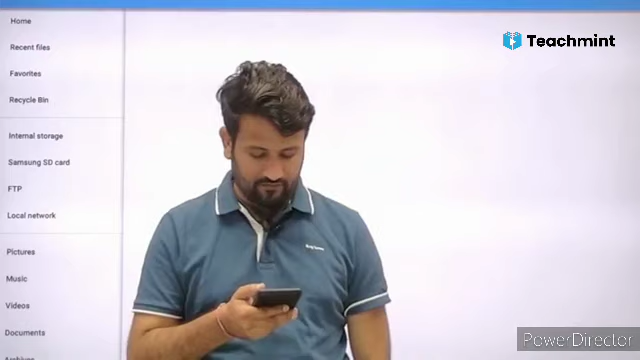 Home
Recent files
Favorites
Recycle Bin
Internal storage
Samsung SD card
FTP
Local network
Pictures
Music
Videos
Documents
Archives
Teachmint
PowerDirector